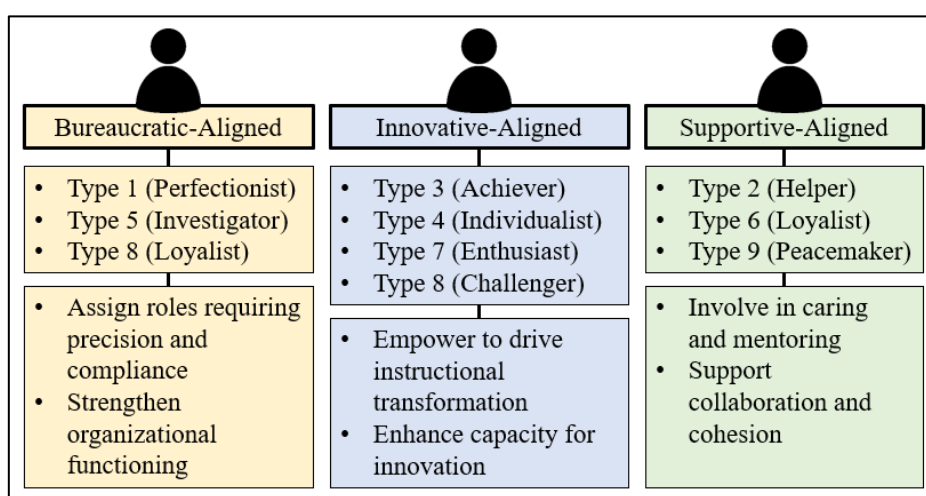 Bureaucratic-Aligned
• Type 1 (Perfectionist)
• Type 5 (Investigator)
• Type 8 (Loyalist)
• Assign roles requiring
precision and
compliance
• Strengthen
organizational
functioning
Innovative-Aligned
• Type 3 (Achiever)
• Type 4 (Individualist)
• Type 7 (Enthusiast)
• Type 8 (Challenger)
• Empower to drive
instructional
transformation
• Enhance capacity for
innovation
Supportive-Aligned
• Type 2 (Helper)
• Type 6 (Loyalist)
• Type 9 (Peacemaker)
• Involve in caring
and mentoring
• Support
collaboration and
cohesion